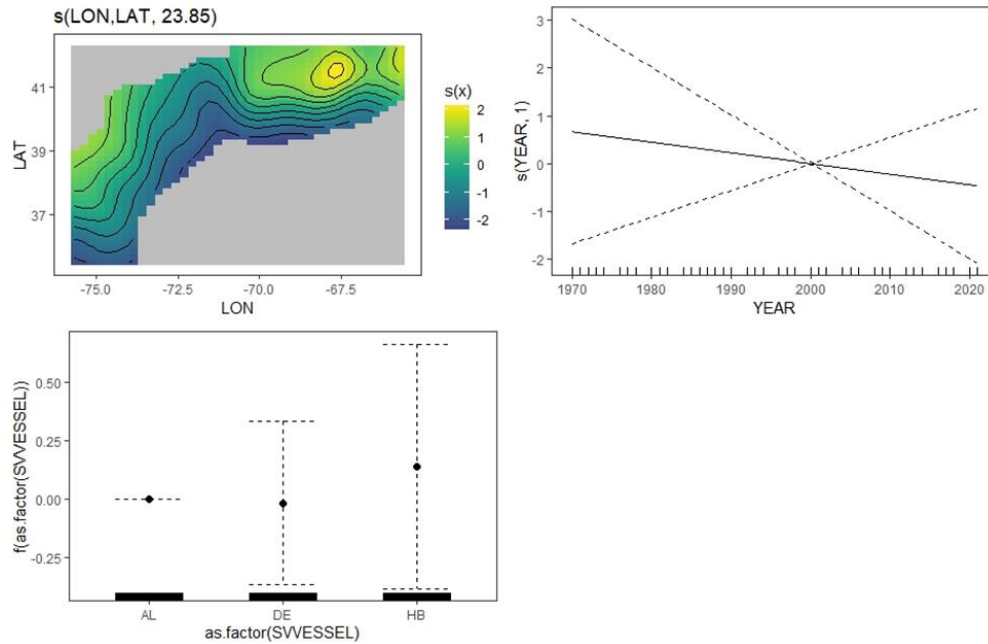 s(LON,LAT, 23.85)
LAT
41
39
37
-75.0
-72.5
-70.0
-67.5
LON
s(x)
2
1
0
-1
-2
s(YEAR, 1)
3
2
1
0
-1
-2
1970
1980
1990
2000
2010
2020
YEAR
f(as.factor(SVVESSEL))
0.50
0.25
0.00
-0.25
AL
DE
HB
as.factor(SVVESSEL)